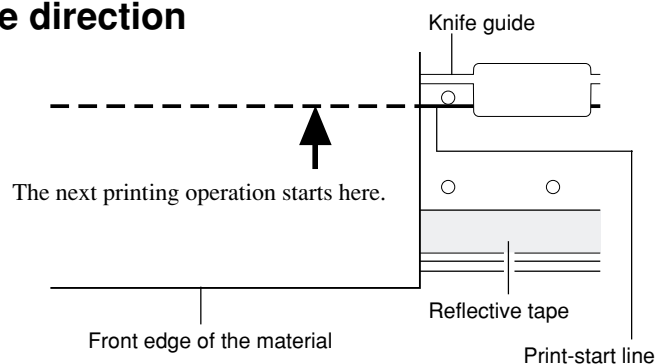 e direction
Knife guide
The next printing operation starts here.
Reflective tape
Front edge of the material
Print-start line